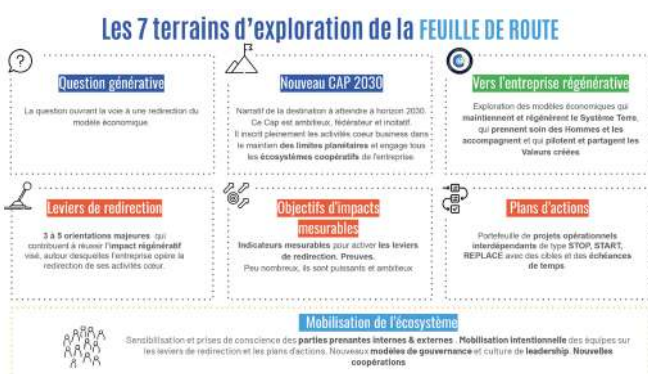 Les 7 terrains d'exploration de la FEUILLE DE ROUTE
Question générative
La question ouvrant la voie à une redirection du
modèle économique.
Nouveau CAP 2030
Narratif de la destination à atteindre à horizon 2030.
Ce Cap est ambitieux, fédérateur et incitatif.
Il inscrit pleinement les activités coeur business dans
le maintien des limites planétaires et engage tous
les écosystèmes coopératifs de l'entreprise.
Vers l'entreprise régénérative
Exploration des modèles économiques qui
maintiennent et régénèrent le Système Terre,
qui prennent soin des Hommes et les
accompagnent et qui pilotent et partagent les
Valeurs créées.
Leviers de redirection
3 à 5 orientations majeures qui
contribuent à réussir l'impact régénératif
visé, autour desquelles l'entreprise opère la
redirection de ses activités cœur.
Objectifs d'impacts
mesurables
Indicateurs mesurables pour activer les leviers
de redirection. Preuves.
Peu nombreux, ils sont puissants et ambitieux
Plans d'actions
Portefeuille de projets opérationnels
interdépendants de type STOP, START,
REPLACE avec des cibles et des échéances
de temps.
Mobilisation de l'écosystème
Sensibilisation et prises de conscience des parties prenantes internes & externes . Mobilisation intentionnelle des équipes sur
les leviers de redirection et les plans d'actions. Nouveaux modèles de gouvernance et culture de leadership. Nouvelles
coopérations